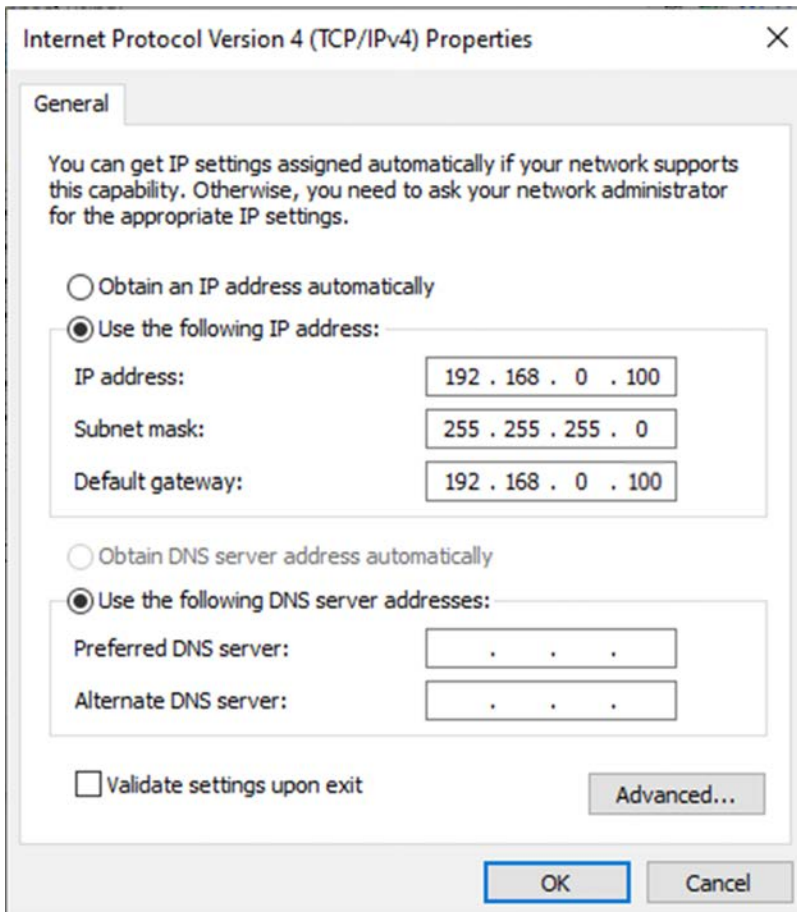 Internet Protocol Version 4 (TCP/IPv4) Properties
General
You can get IP settings assigned automatically if your network supports
this capability. Otherwise, you need to ask your network administrator
for the appropriate IP settings.
Obtain an IP address automatically
Use the following IP address:
IP address: 192 . 168 . 0 . 100
Subnet mask: 255 . 255 . 255 . 0
Default gateway: 192 . 168 . 0 . 100
Obtain DNS server address automatically
Use the following DNS server addresses:
Preferred DNS server: . . .
Alternate DNS server: . . .
Validate settings upon exit
Advanced...
OK Cancel